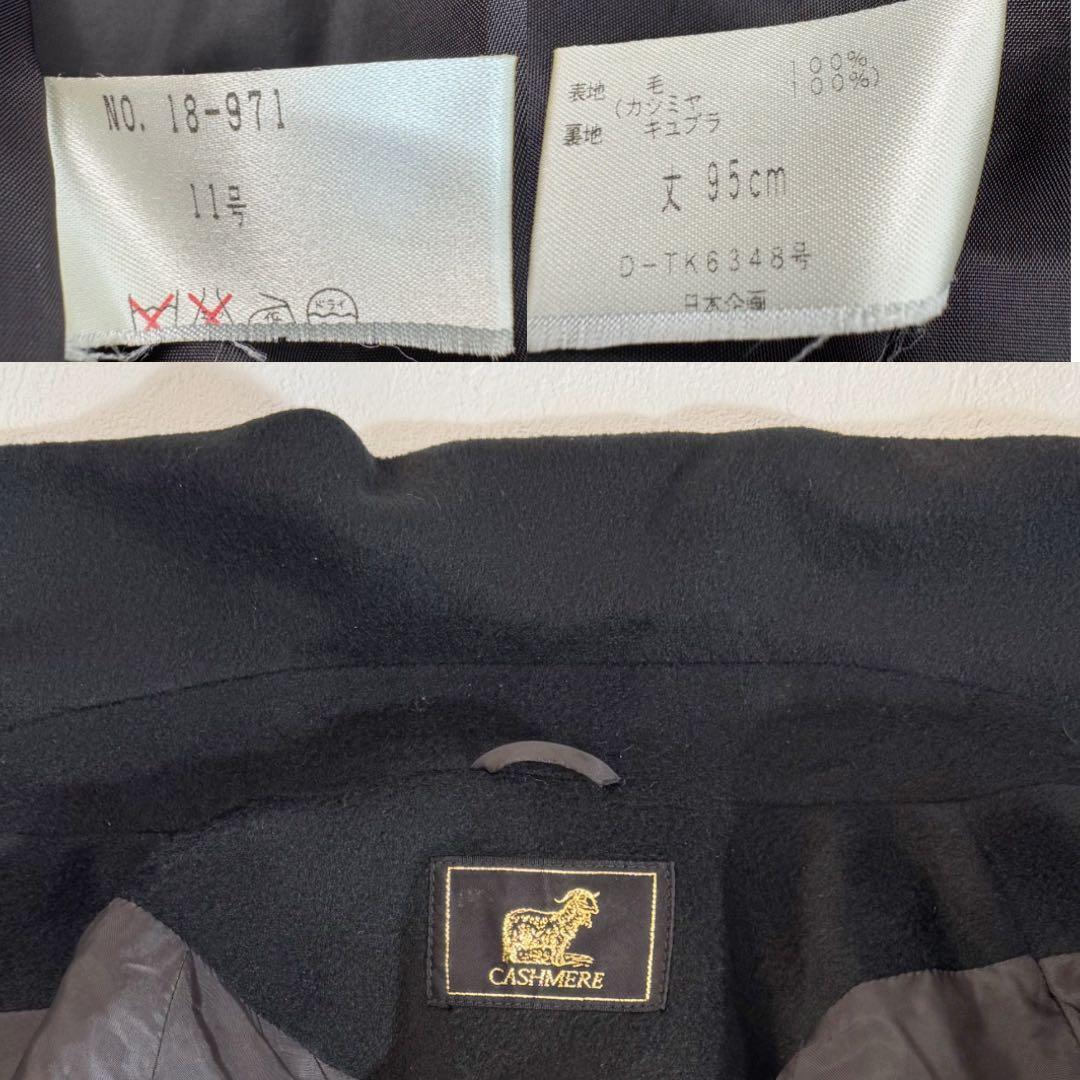 NO. 18-971
11号
低
ドライ
表地 毛 100%
(カシミヤ 100%)
裏地 キュプラ
丈 95cm
D-TK6348号
日本企画
CASHMERE